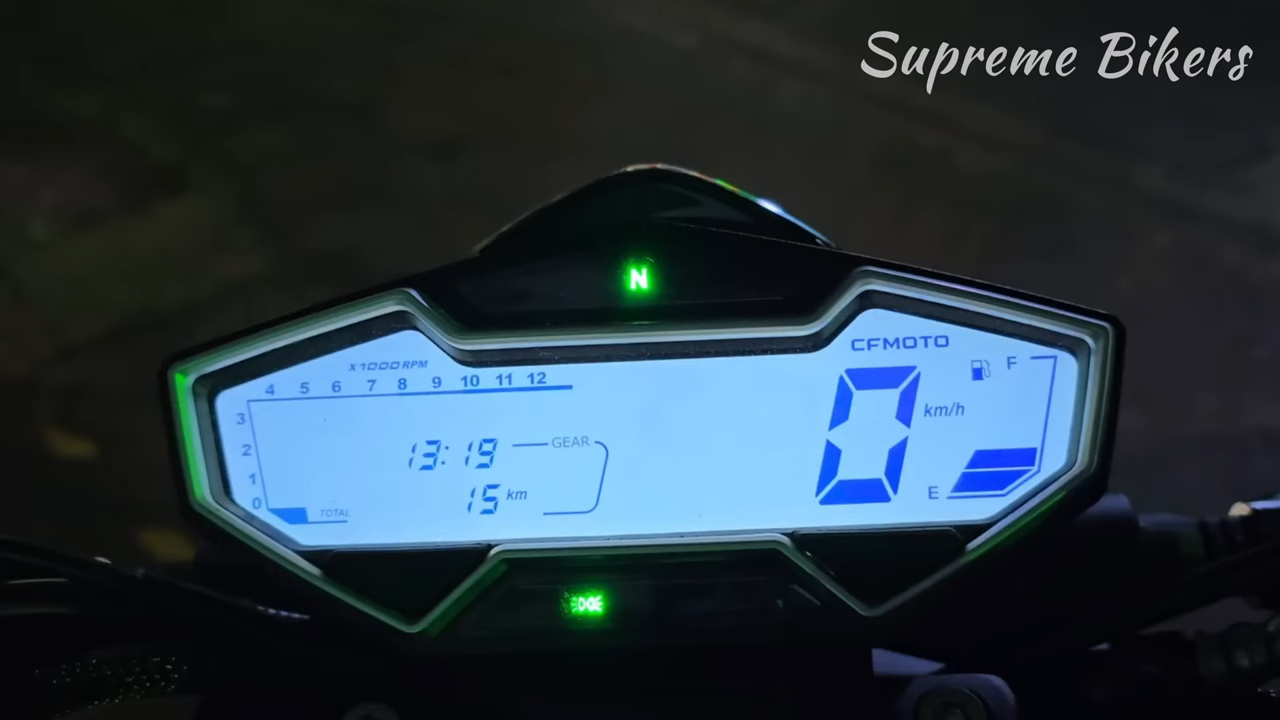 Supreme Bikers
N
CFMOTO
X1000 RPM
4 5 6 7 8 9 10 11 12
3
2
1
0
13:19
GEAR
15 km
TOTAL
0 km/h
F
E